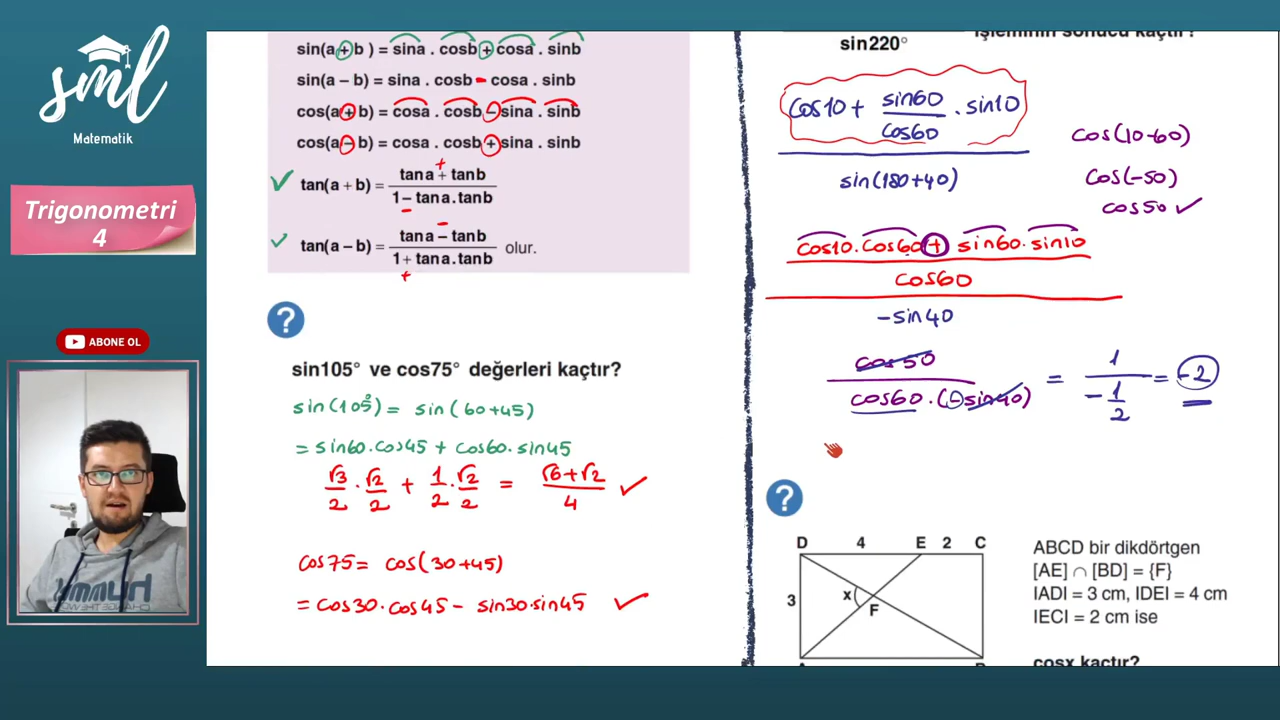 sml
Matematik
Trigonometri
4
ABONE OL
sin(a + b ) = sina . cosb + cosa . sinb
sin(a − b) = sina . cosb - cosa . sinb
cos(a + b) = cosa . cosb − sina . sinb
cos(a − b) = cosa . cosb + sina . sinb
tan(a + b) = tana + tanb / 1 − tana.tanb
+
−
tan(a − b) = tana − tanb / 1 + tana.tanb olur.
−
+
?
sin105° ve cos75° değerleri kaçtır?
sin(105°) = sin(60+45)
= sin60.cos45 + cos60.sin45
√3/2 . √2/2 + 1/2 . √2/2 = √6+√2/4 ✓
cos75 = cos(30+45)
= cos30.cos45 − sin30.sin45 ✓
sin220° işleminin sonucu kaçtır?
cos10 + sin60/cos60 . sin10
sin(180+40)
cos(10-60)
cos(-50)
cos50 ✓
cos10.cos60 + sin60.sin10
cos60
-sin40
cos50 / cos60.(-sin40) = 1 / -1/2 = -2
?
D 4 E 2 C
3
x
F
ABCD bir dikdörtgen
[AE] ∩ [BD] = {F}
IADI = 3 cm, IDEI = 4 cm
IECI = 2 cm ise
cosx kaçtır?